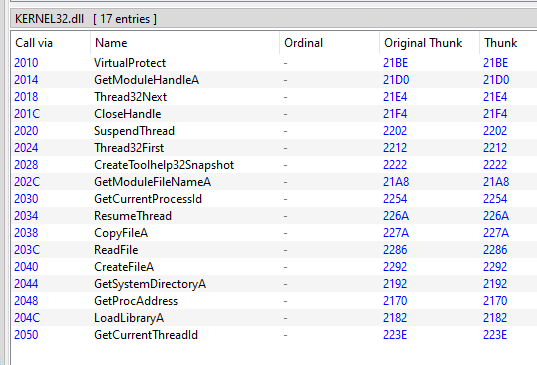 KERNEL32.dll [ 17 entries ]
Call via Name Ordinal Original Thunk Thunk
2010 VirtualProtect - 21BE 21BE
2014 GetModuleHandleA - 21D0 21D0
2018 Thread32Next - 21E4 21E4
201C CloseHandle - 21F4 21F4
2020 SuspendThread - 2202 2202
2024 Thread32First - 2212 2212
2028 CreateToolhelp32Snapshot - 2222 2222
202C GetModuleFileNameA - 21A8 21A8
2030 GetCurrentProcessId - 2254 2254
2034 ResumeThread - 226A 226A
2038 CopyFileA - 227A 227A
203C ReadFile - 2286 2286
2040 CreateFileA - 2292 2292
2044 GetSystemDirectoryA - 2192 2192
2048 GetProcAddress - 2170 2170
204C LoadLibraryA - 2182 2182
2050 GetCurrentThreadId - 223E 223E